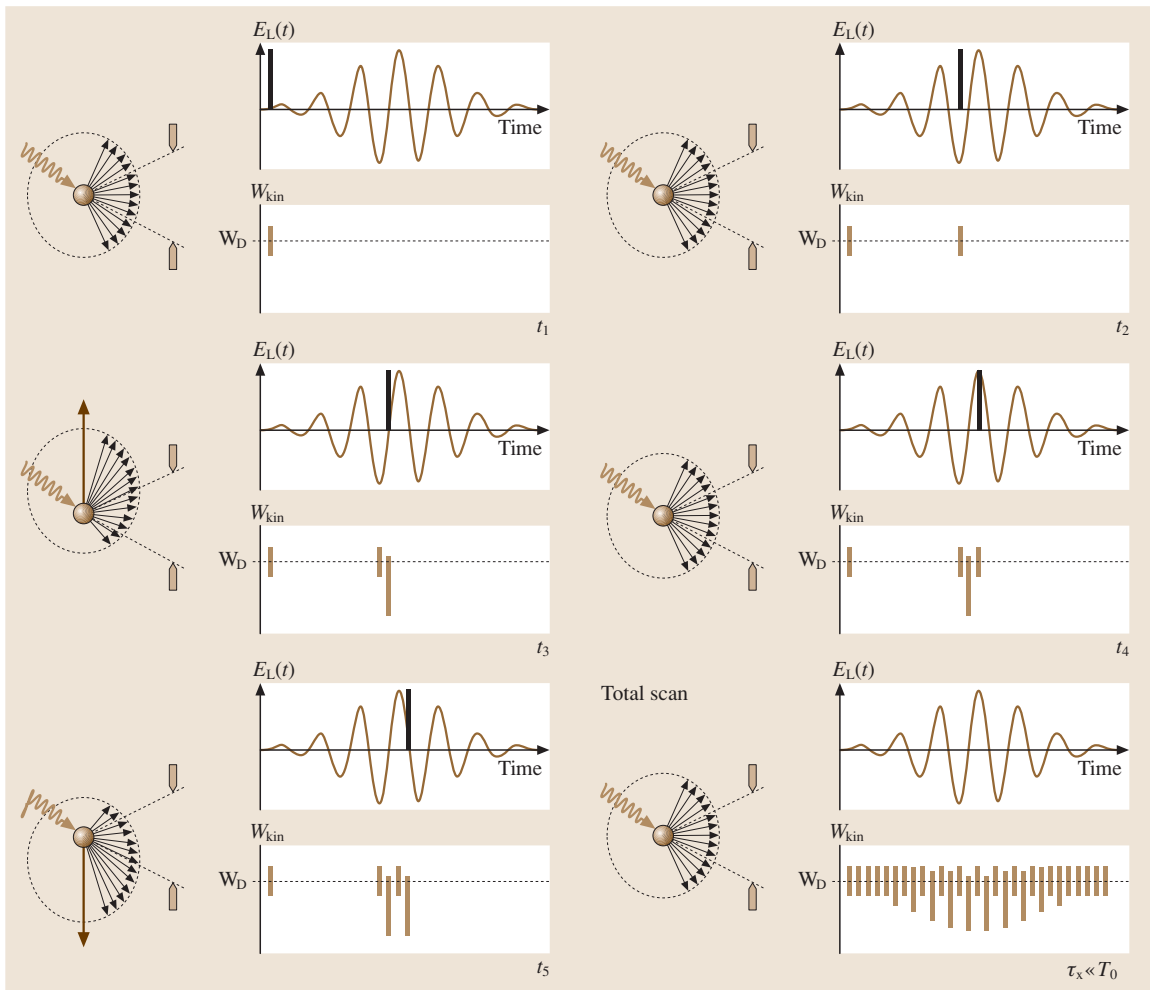 E_L(t)
Time
W_kin
W_D
t_1
E_L(t)
Time
W_kin
W_D
t_2
E_L(t)
Time
W_kin
W_D
t_3
E_L(t)
Time
W_kin
W_D
t_4
E_L(t)
Time
W_kin
W_D
t_5
Total scan
E_L(t)
Time
W_kin
W_D
τ_x « T_0